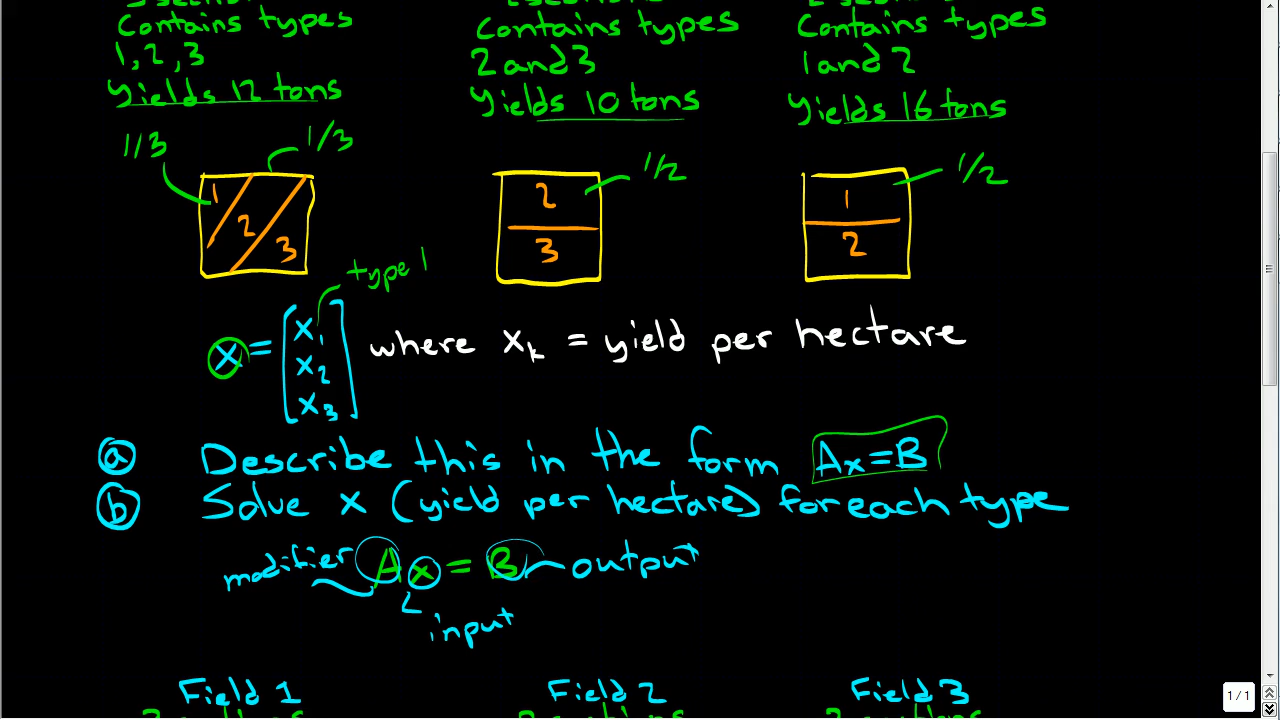 Contains types
1, 2, 3
Yields 12 tons
Contains types
2 and 3
Yields 10 tons
Contains types
1 and 2
Yields 16 tons
1/3
1/3
1
2
3
1/2
2
3
1/2
1
2
type 1
x = [x1 x2 x3] where xk = yield per hectare
a Describe this in the form Ax=B
b Solve x (yield per hectare) for each type
modifier Ax = B output
input
Field 1
Field 2
Field 3
1/1